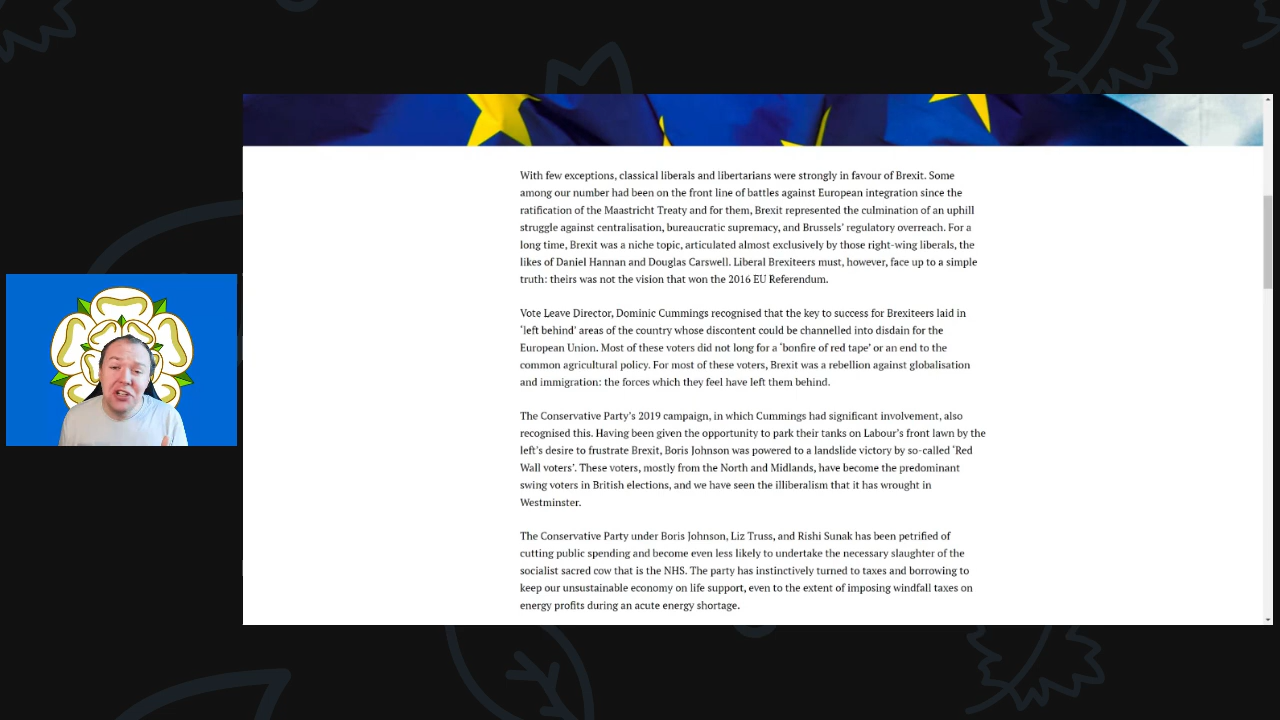 With few exceptions, classical liberals and libertarians were strongly in favour of Brexit. Some
among our number had been on the front line of battles against European integration since the
ratification of the Maastricht Treaty and for them, Brexit represented the culmination of an uphill
struggle against centralisation, bureaucratic supremacy, and Brussels’ regulatory overreach. For a
long time, Brexit was a niche topic, articulated almost exclusively by those right-wing liberals, the
likes of Daniel Hannan and Douglas Carswell. Liberal Brexiteers must, however, face up to a simple
truth: theirs was not the vision that won the 2016 EU Referendum.
Vote Leave Director, Dominic Cummings recognised that the key to success for Brexiteers laid in
‘left behind’ areas of the country whose discontent could be channelled into disdain for the
European Union. Most of these voters did not long for a ‘bonfire of red tape’ or an end to the
common agricultural policy. For most of these voters, Brexit was a rebellion against globalisation
and immigration: the forces which they feel have left them behind.
The Conservative Party’s 2019 campaign, in which Cummings had significant involvement, also
recognised this. Having been given the opportunity to park their tanks on Labour’s front lawn by the
left’s desire to frustrate Brexit, Boris Johnson was powered to a landslide victory by so-called ‘Red
Wall voters’. These voters, mostly from the North and Midlands, have become the predominant
swing voters in British elections, and we have seen the illiberalism that it has wrought in
Westminster.
The Conservative Party under Boris Johnson, Liz Truss, and Rishi Sunak has been petrified of
cutting public spending and become even less likely to undertake the necessary slaughter of the
socialist sacred cow that is the NHS. The party has instinctively turned to taxes and borrowing to
keep our unsustainable economy on life support, even to the extent of imposing windfall taxes on
energy profits during an acute energy shortage.